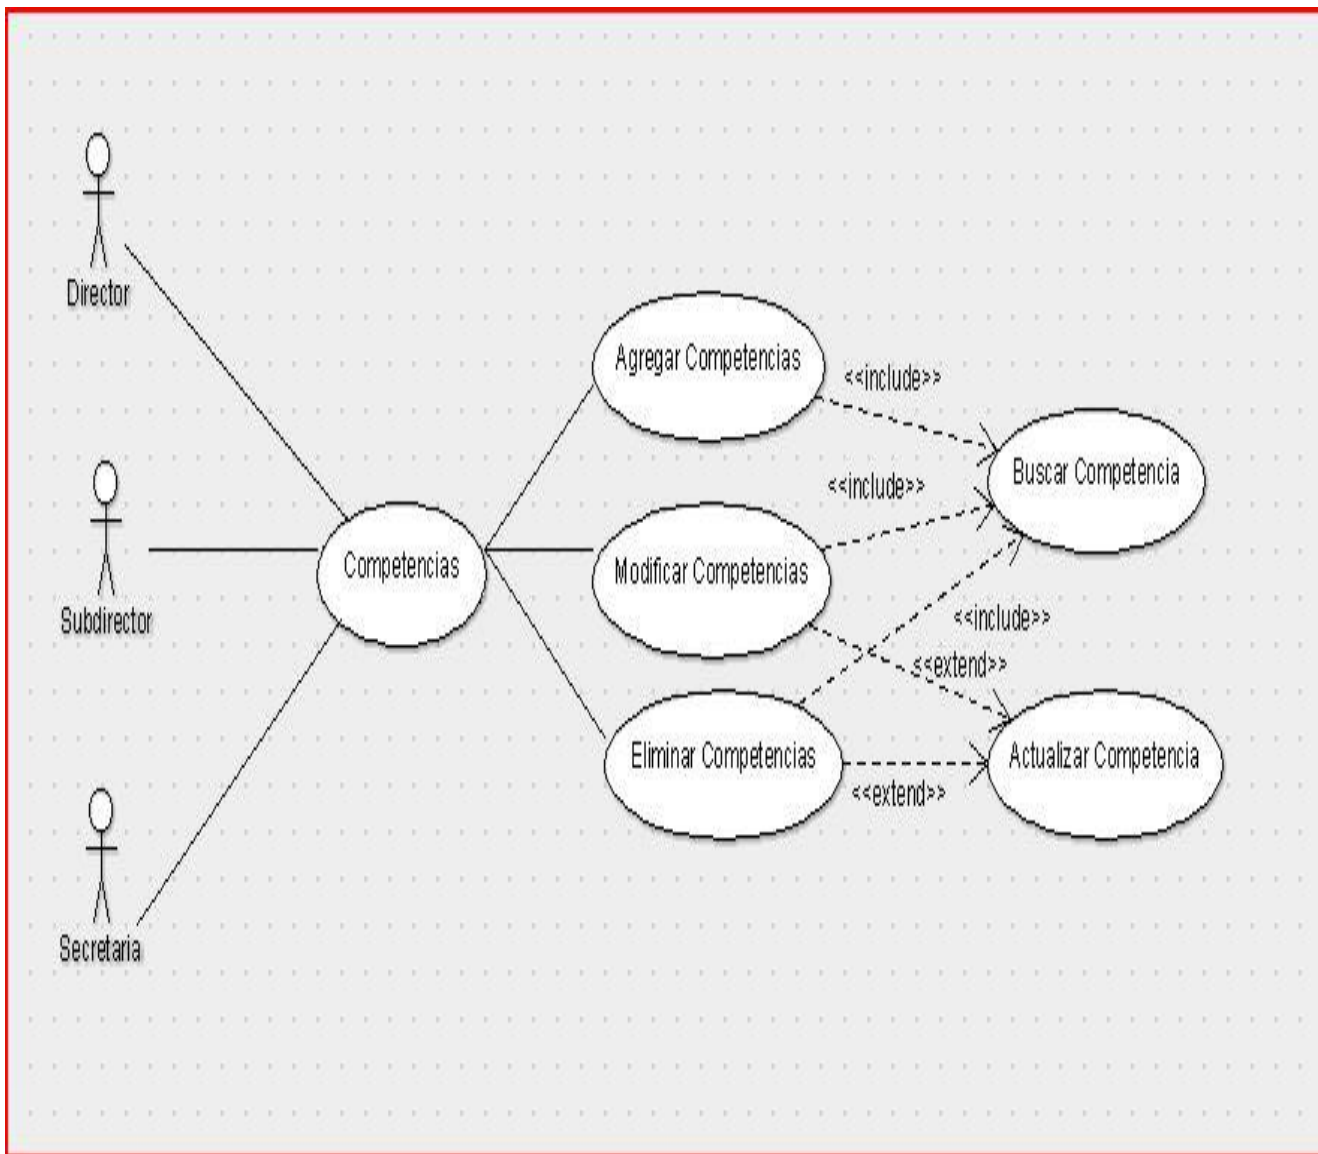 Director
Agregar Competencias
<<include>>
Buscar Competencia
<<include>>
Subdirector
Competencias
Modificar Competencias
<<include>>
<<extend>>
Eliminar Competencias
Actualizar Competencia
<<extend>>
Secretaria